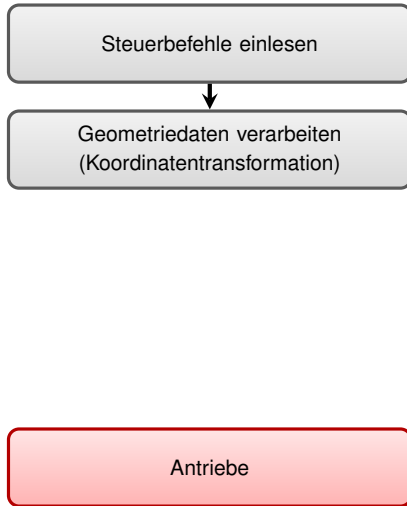 Steuerbefehle einlesen
Geometriedaten verarbeiten
(Koordinatentransformation)
Antriebe